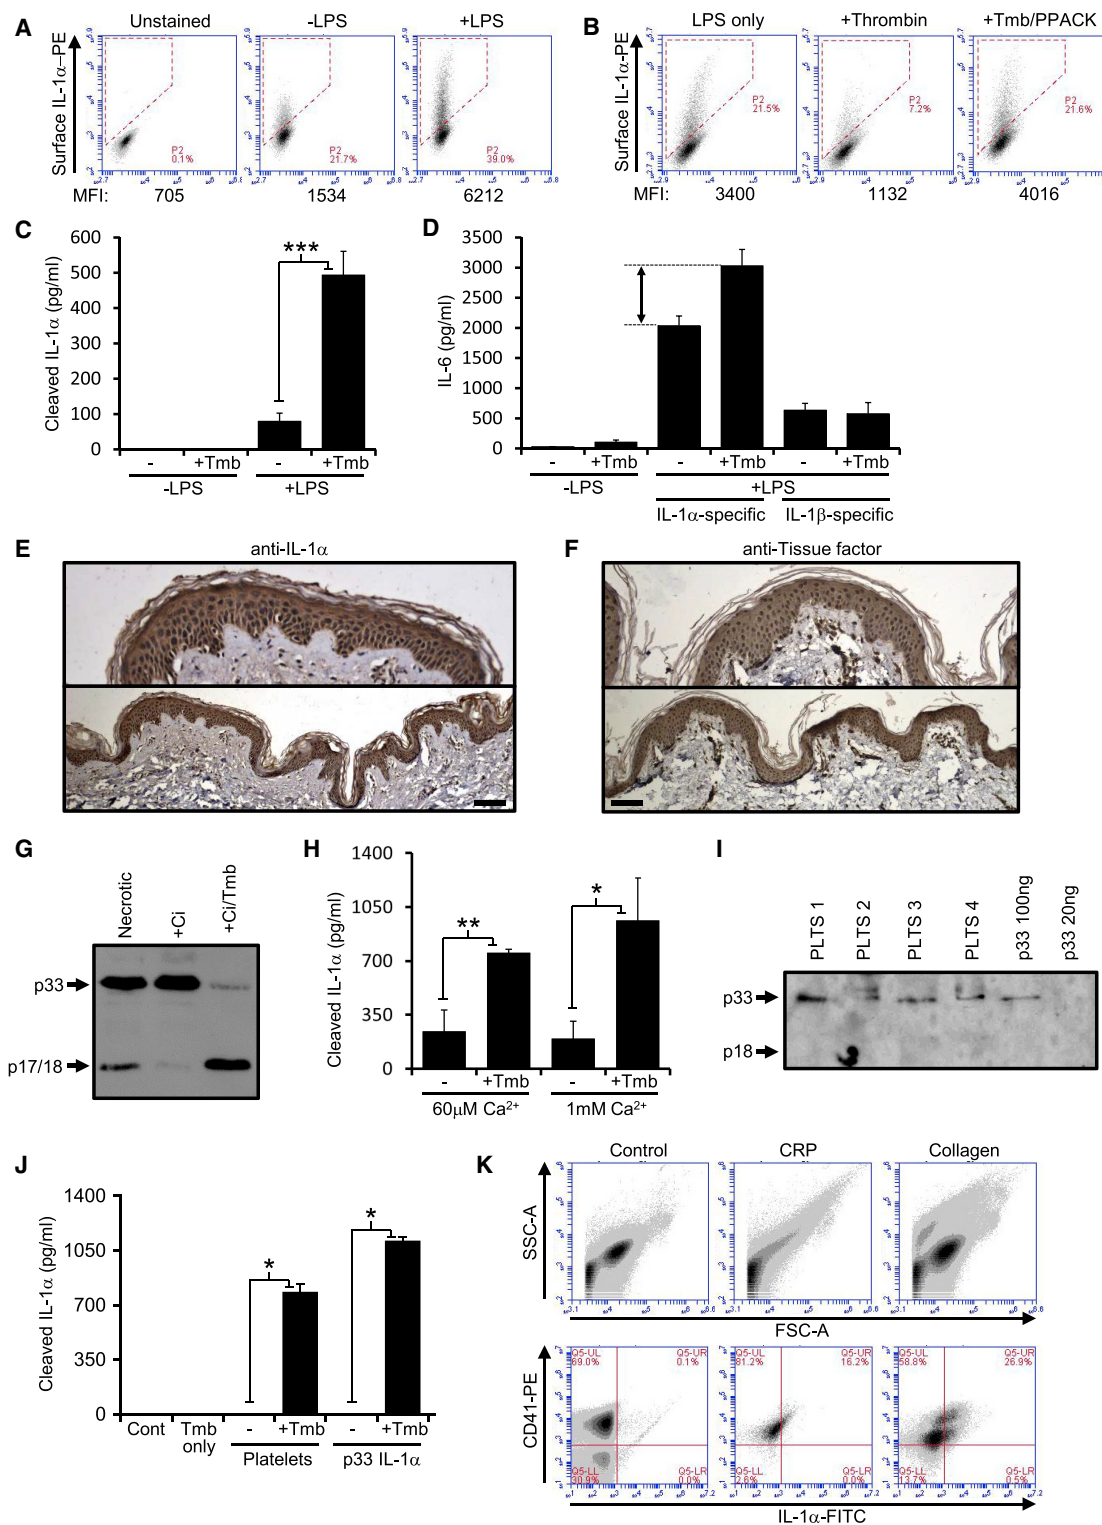 A
Unstained
-LPS
+LPS
Surface IL-1α–PE
P2
0.1%
P2
21.7%
P2
39.0%
MFI:
705
1534
6212
B
LPS only
+Thrombin
+Tmb/PPACK
Surface IL-1α-PE
P2
21.5%
P2
7.2%
P2
21.6%
MFI:
3400
1132
4016
C
Cleaved IL-1α (pg/ml)
600
500
400
300
200
100
0
***
-
+Tmb
-
+Tmb
-LPS
+LPS
D
IL-6 (pg/ml)
3500
3000
2500
2000
1500
1000
500
0
-
+Tmb
-
+Tmb
-
+Tmb
-LPS
+LPS
IL-1α-specific
IL-1β-specific
E
anti-IL-1α
F
anti-Tissue factor
G
Necrotic
+Ci
+Ci/Tmb
p33
p17/18
H
Cleaved IL-1α (pg/ml)
1400
1050
700
350
0
**
*
-
+Tmb
-
+Tmb
60μM Ca²⁺
1mM Ca²⁺
I
PLTS 1
PLTS 2
PLTS 3
PLTS 4
p33 100ng
p33 20ng
p33
p18
J
Cleaved IL-1α (pg/ml)
1400
1050
700
350
0
*
*
Cont
Tmb only
-
+Tmb
-
+Tmb
Platelets
p33 IL-1α
K
Control
CRP
Collagen
SSC-A
FSC-A
CD41-PE
Q5-UL
69.0%
Q5-UR
0.1%
Q5-LL
30.9%
Q5-LR
0.0%
Q5-UL
81.2%
Q5-UR
16.2%
Q5-LL
2.6%
Q5-LR
0.0%
Q5-UL
58.8%
Q5-UR
26.9%
Q5-LL
13.7%
Q5-LR
0.5%
IL-1α-FITC